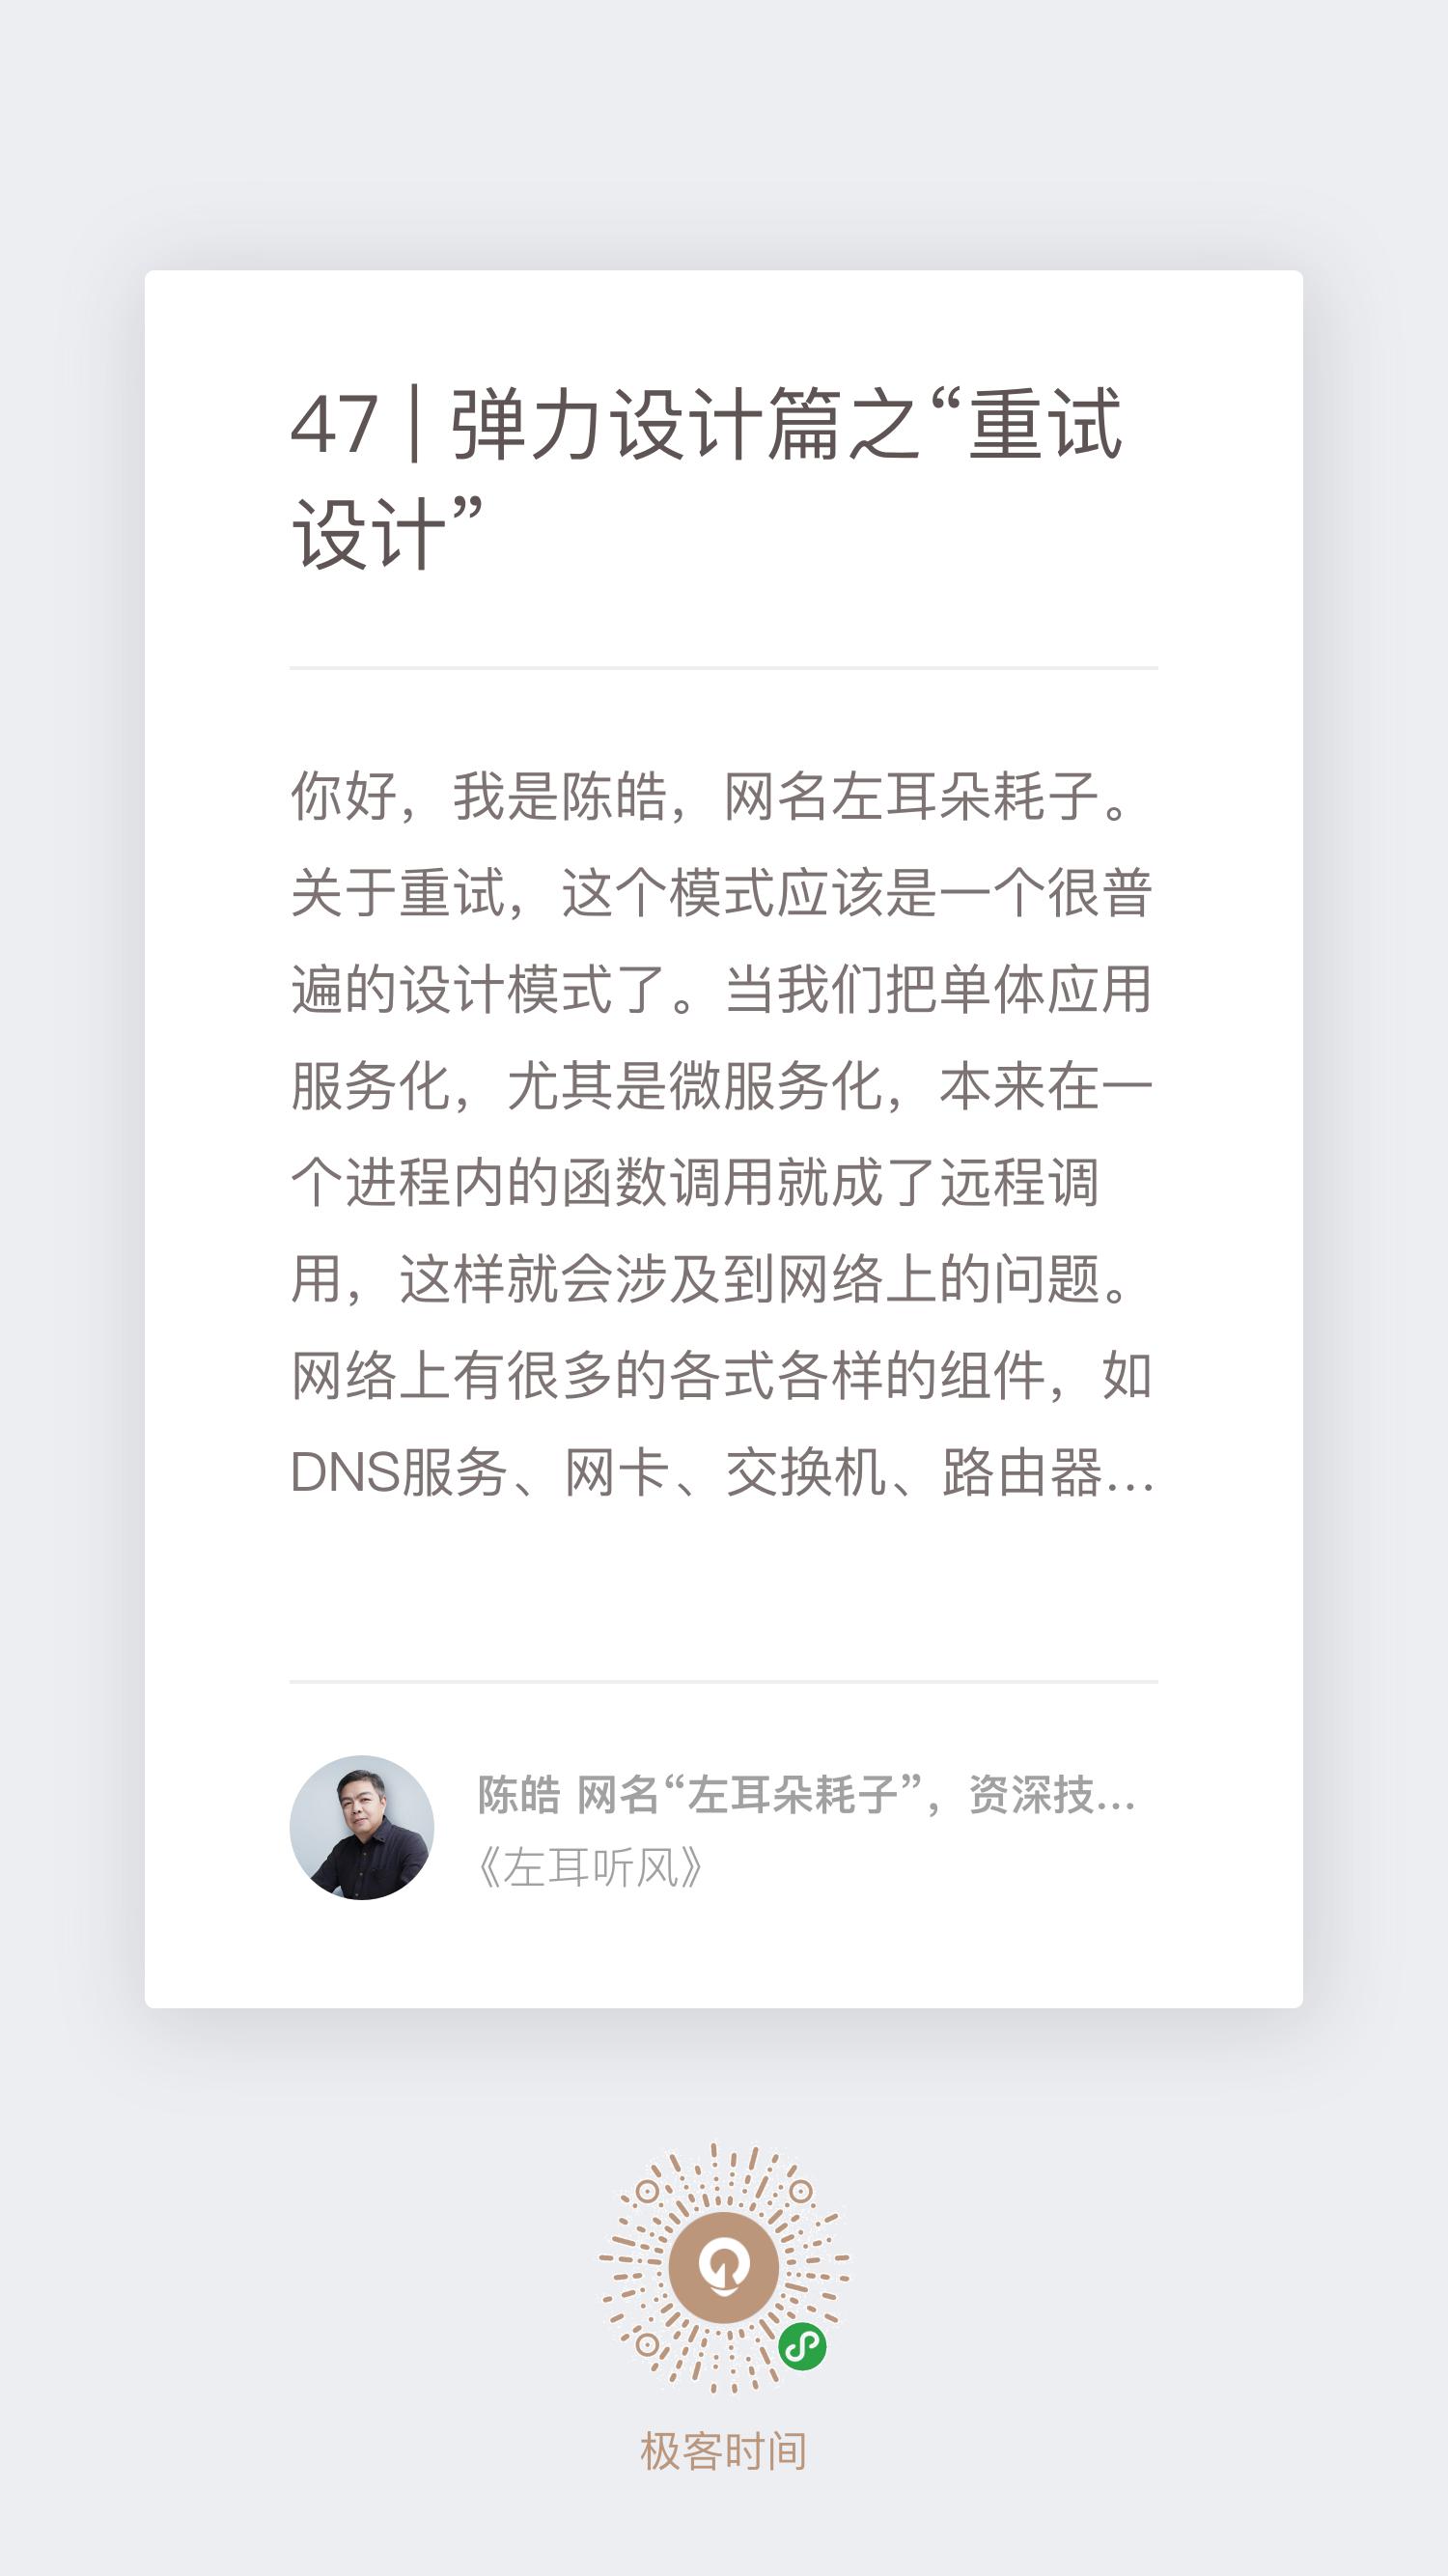 47 | 弹力设计篇之“重试
设计”
你好，我是陈皓，网名左耳朵耗子。
关于重试，这个模式应该是一个很普
遍的设计模式了。当我们把单体应用
服务化，尤其是微服务化，本来在一
个进程内的函数调用就成了远程调
用，这样就会涉及到网络上的问题。
网络上有很多的各式各样的组件，如
DNS服务、网卡、交换机、路由器…
陈皓 网名“左耳朵耗子”，资深技…
《左耳听风》
极客时间